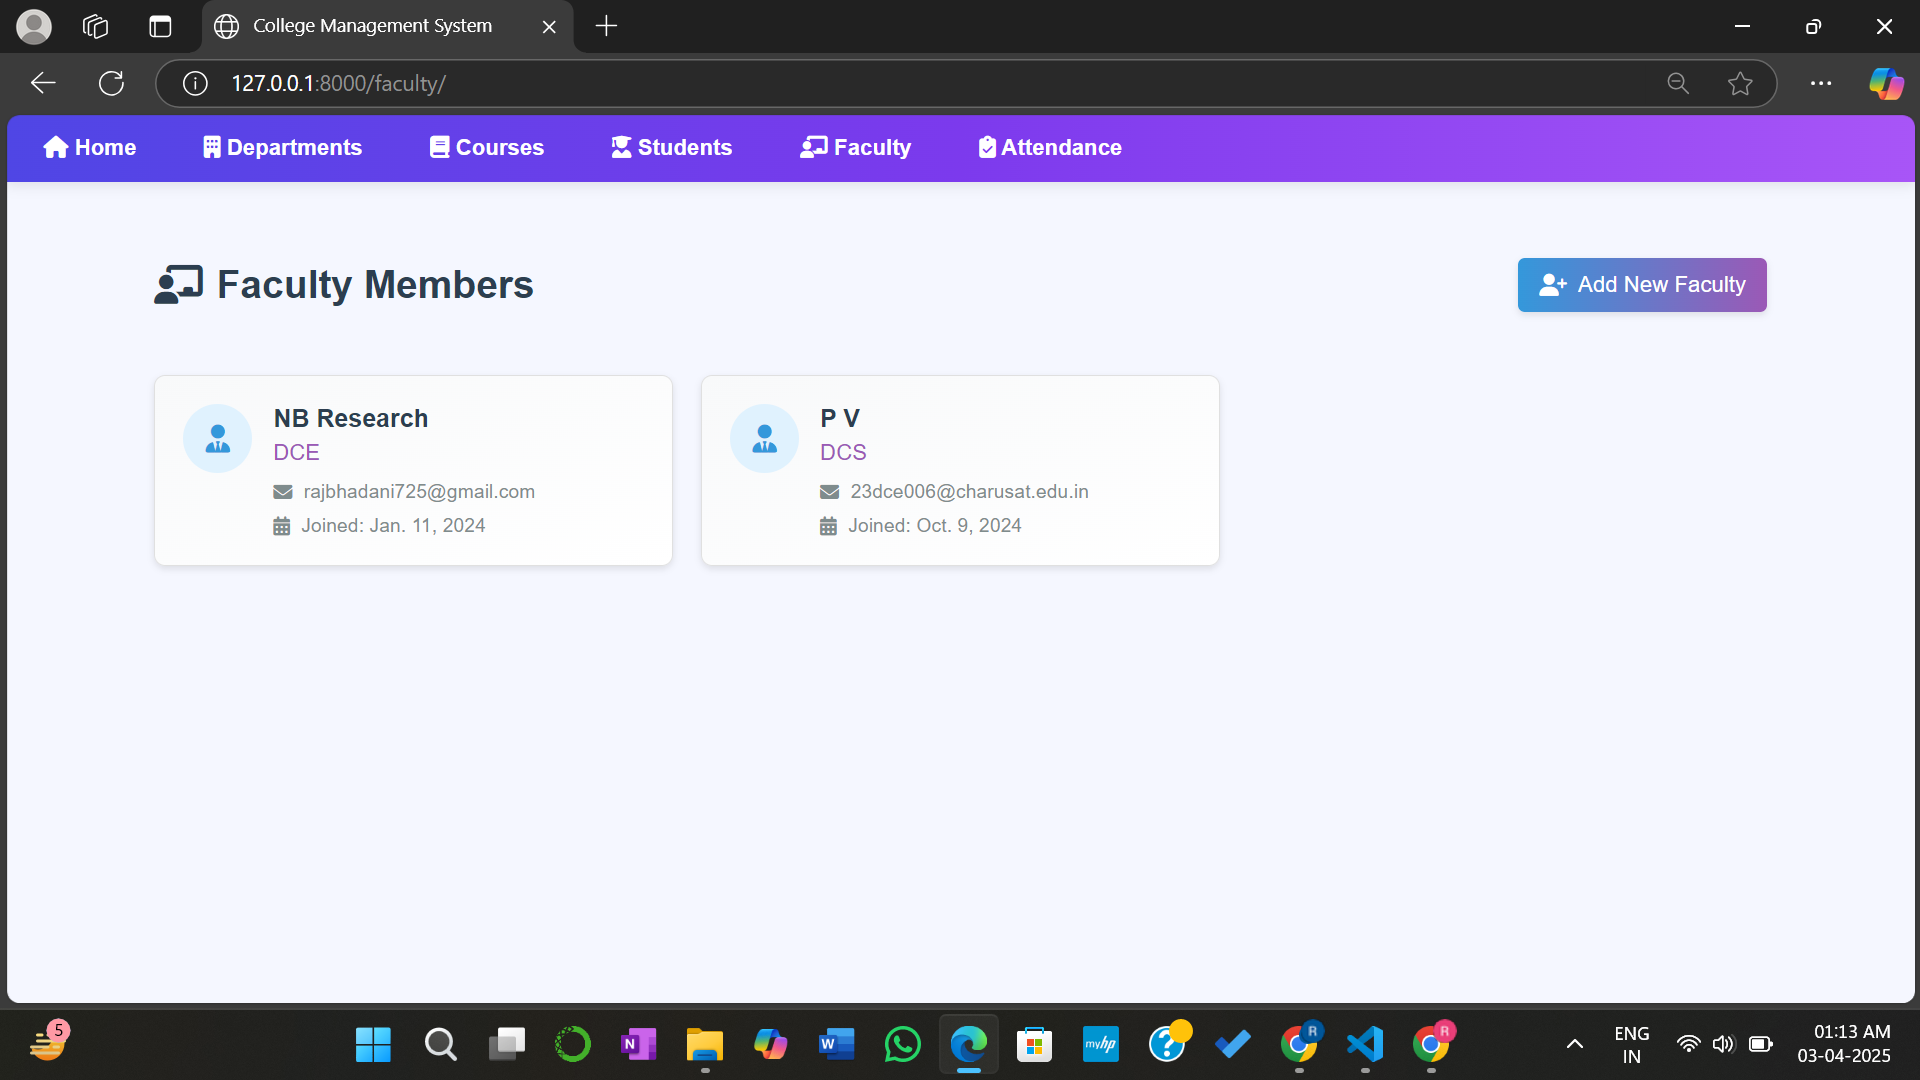 College Management System
127.0.0.1:8000/faculty/
Home Departments Courses Students Faculty Attendance
Faculty Members
Add New Faculty
NB Research
DCE
rajbhadani725@gmail.com
Joined: Jan. 11, 2024
P V
DCS
23dce006@charusat.edu.in
Joined: Oct. 9, 2024
5
N
W
myhp
?
R
R
ENG
IN
01:13 AM
03-04-2025